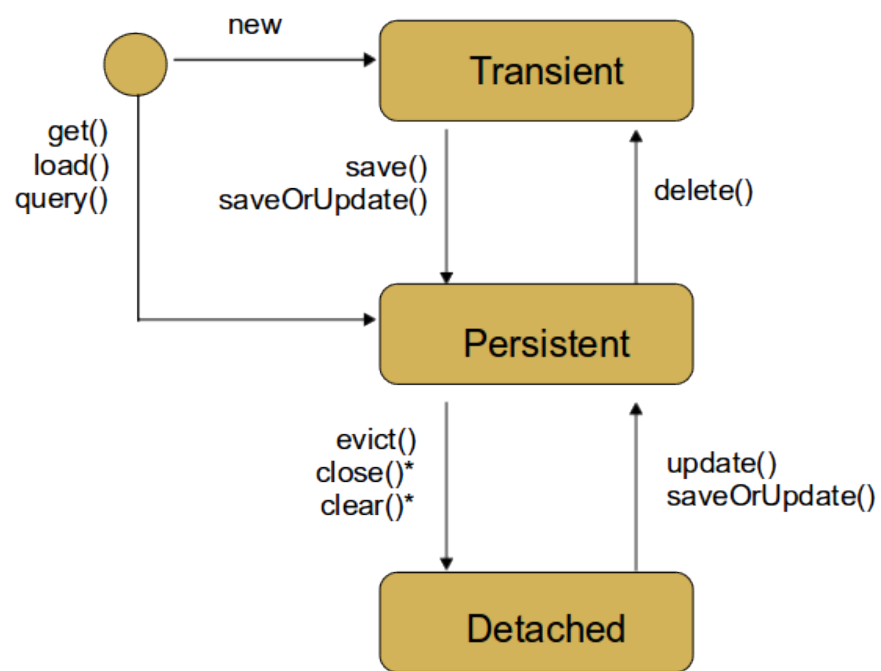 new
Transient
get()
load()
query()
save()
saveOrUpdate()
delete()
Persistent
evict()
close()*
clear()*
update()
saveOrUpdate()
Detached